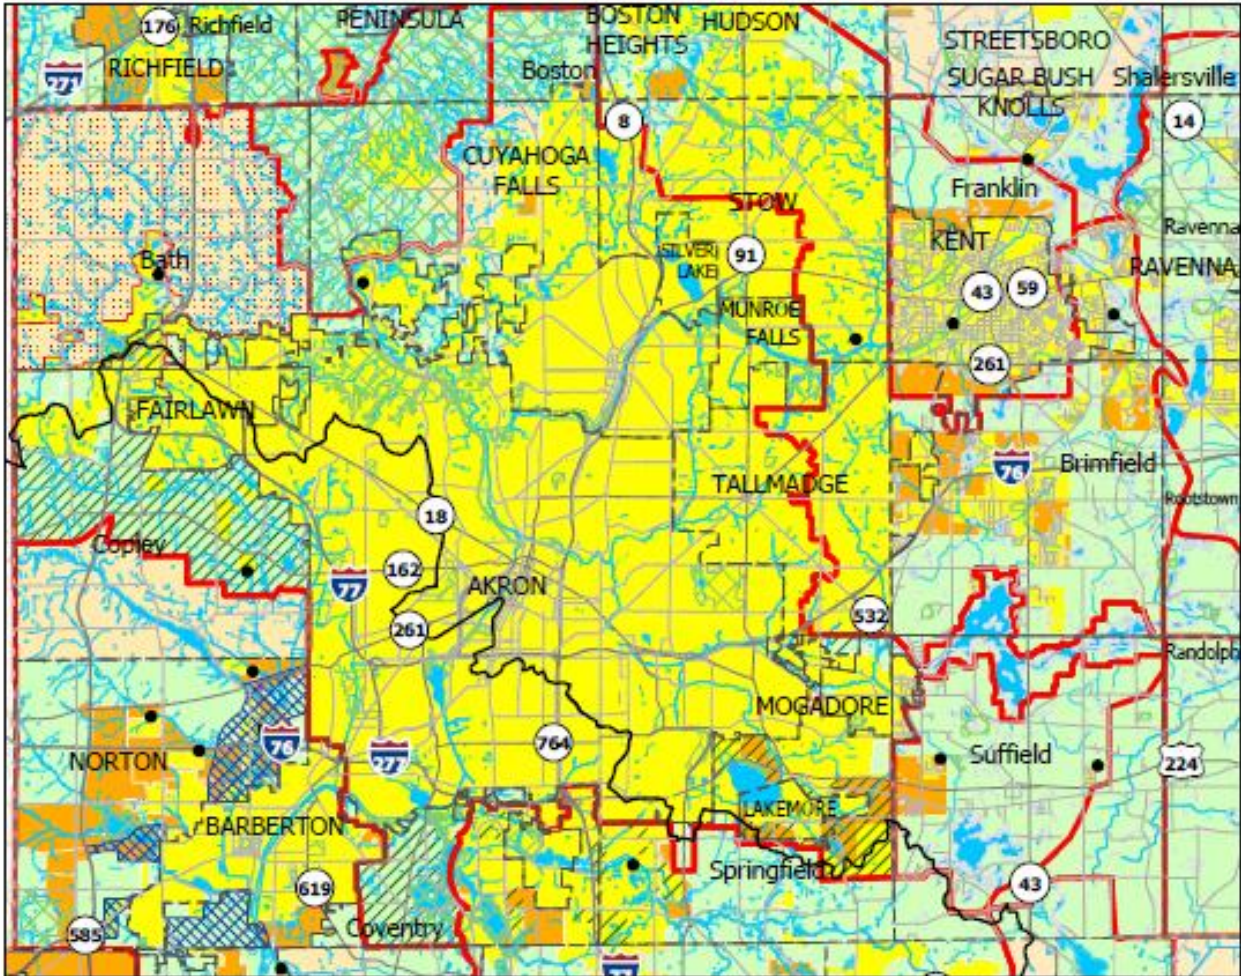 PENINSULA
BOSTON
HEIGHTS
HUDSON
176
Richfield
STREETSBORO
RICHFIELD
271
Boston
SUGAR BUSH
KNOLLS
Shalersville
8
14
CUYAHOGA
FALLS
Franklin
STOW
Ravenna
KENT
Bath
SILVER
LAKE
91
RAVENNA
43
59
MUNROE
FALLS
261
FAIRLAWN
76
Brimfield
TALLMADGE
Rootstown
18
Copley
162
77
AKRON
532
261
Randolph
MOGADORE
764
76
277
NORTON
Suffield
224
LAKEMORE
BARBERTON
Springfield
619
43
585
Coventry
77